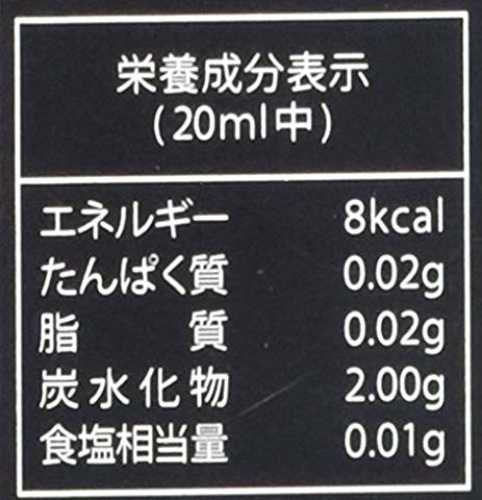 栄養成分表示
(20ml中)
エネルギー 8kcal
たんぱく質 0.02g
脂質 0.02g
炭水化物 2.00g
食塩相当量 0.01g